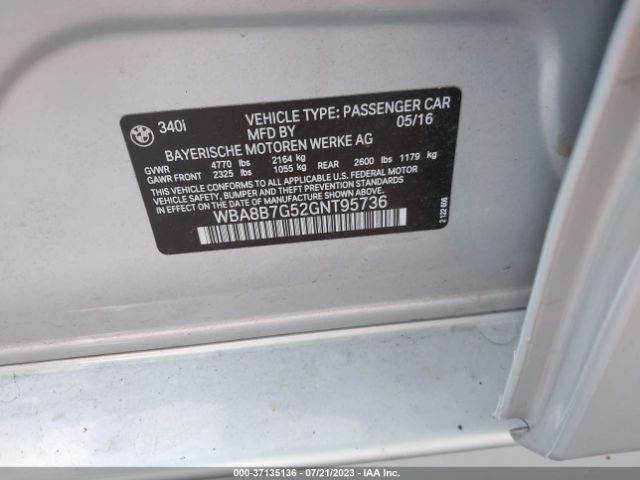 340i VEHICLE TYPE: PASSENGER CAR
MFD BY 05/16
BAYERISCHE MOTOREN WERKE AG
GVWR 4770 lbs 2164 kg
GAWR FRONT 2325 lbs 1055 kg REAR 2600 lbs 1179 kg
THIS VEHICLE CONFORMS TO ALL APPLICABLE U.S. FEDERAL MOTOR
VEHICLE SAFETY, BUMPER AND THEFT PREVENTION STANDARDS IN
EFFECT ON THE DATE OF MANUFACTURE SHOWN ABOVE.
WBA8B7G52GNT95736
2 122 606
000-37135136 - 07/21/2023 - IAA Inc.